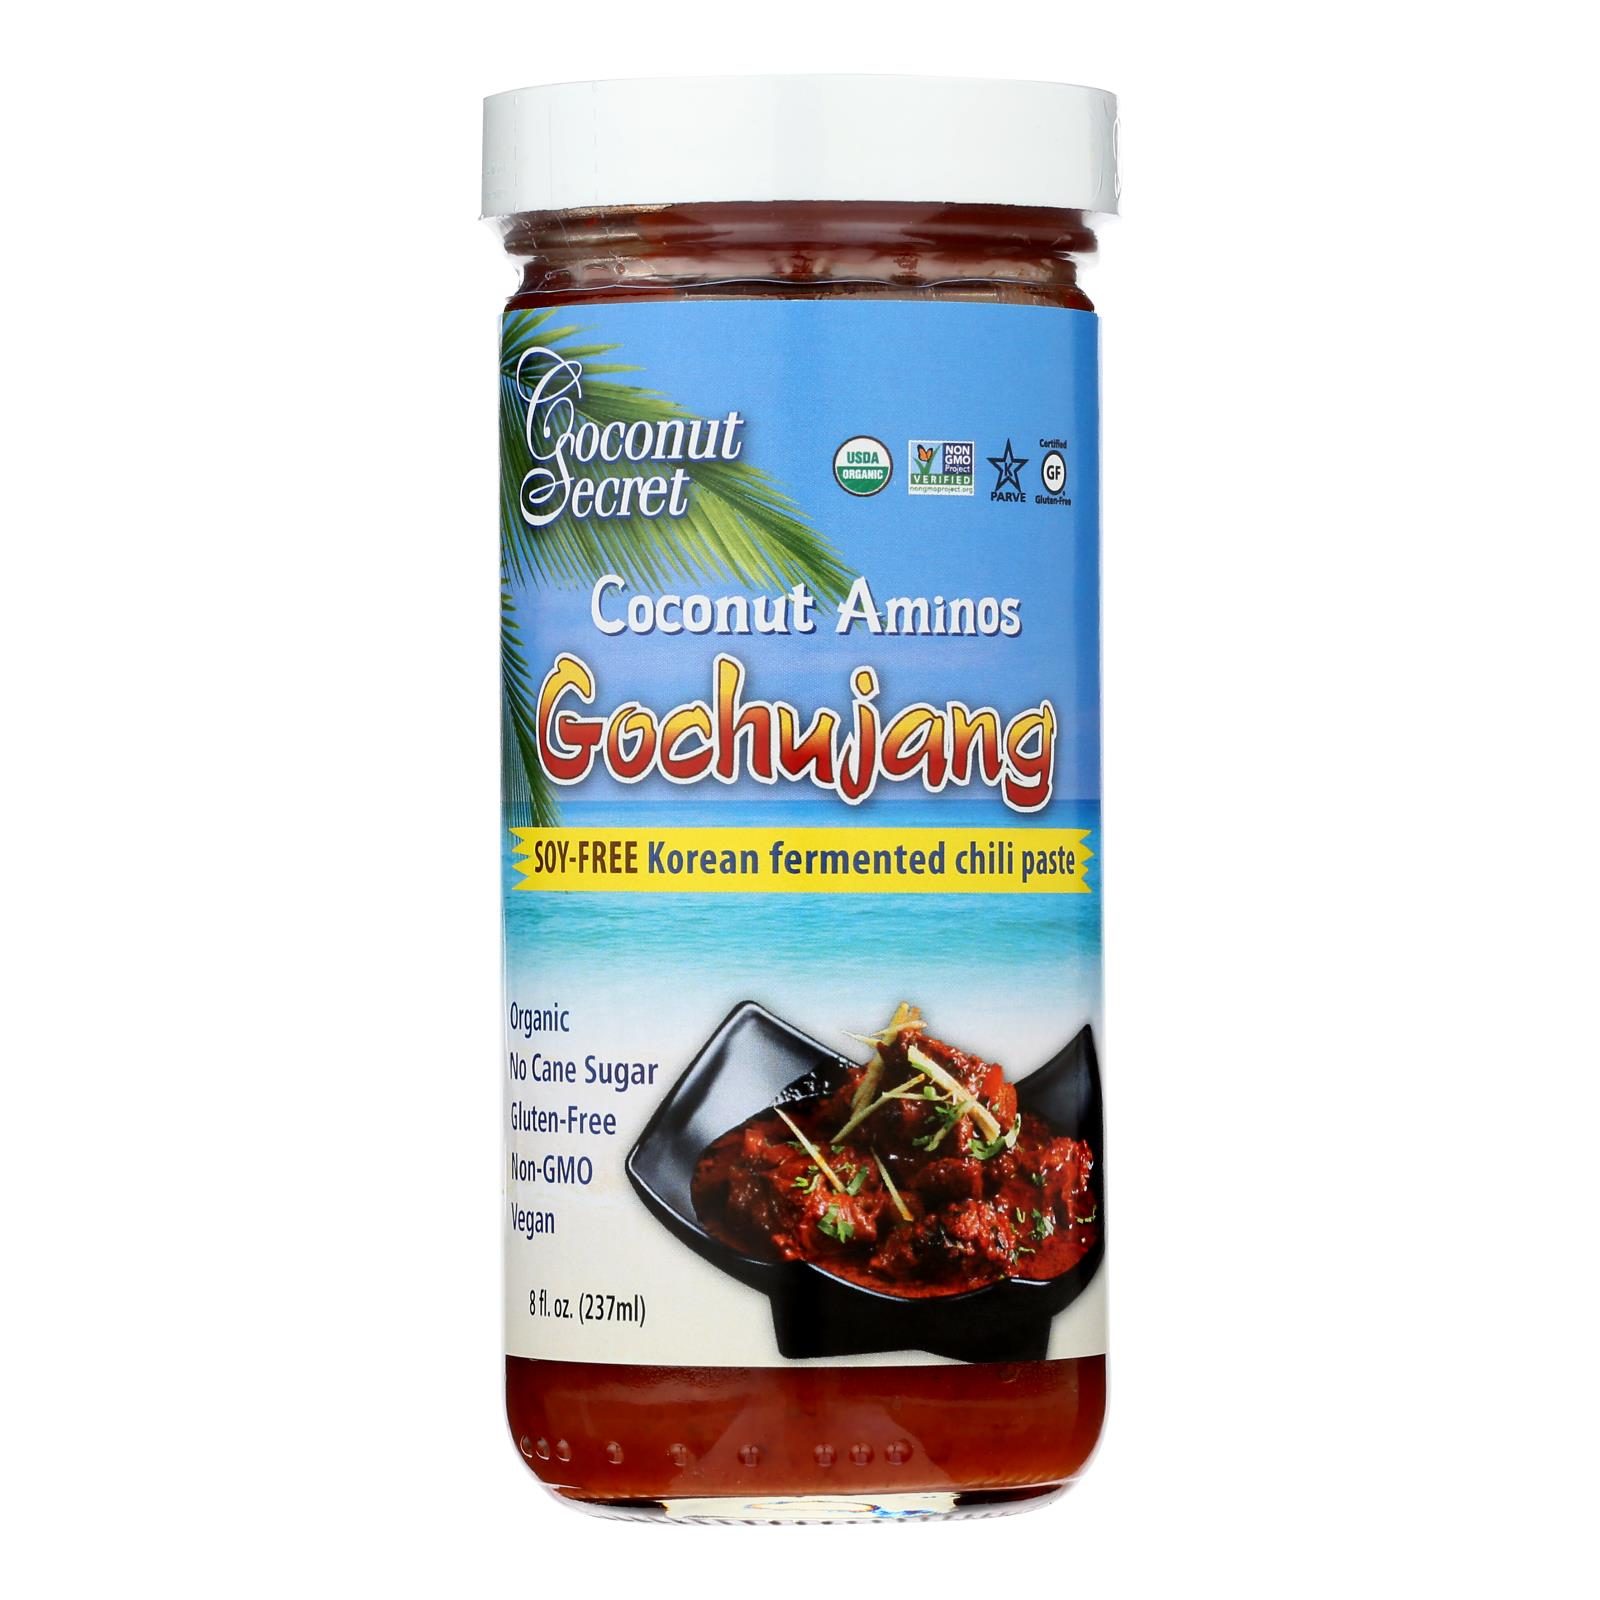 Coconut
Secret
USDA
ORGANIC
NON
GMO
Project
VERIFIED
nongmoproject.org
K
PARVE
Certified
GF
Gluten-Free
Coconut Aminos
Gochujang
SOY-FREE Korean fermented chili paste
Organic
No Cane Sugar
Gluten-Free
Non-GMO
Vegan
8 fl. oz. (237ml)